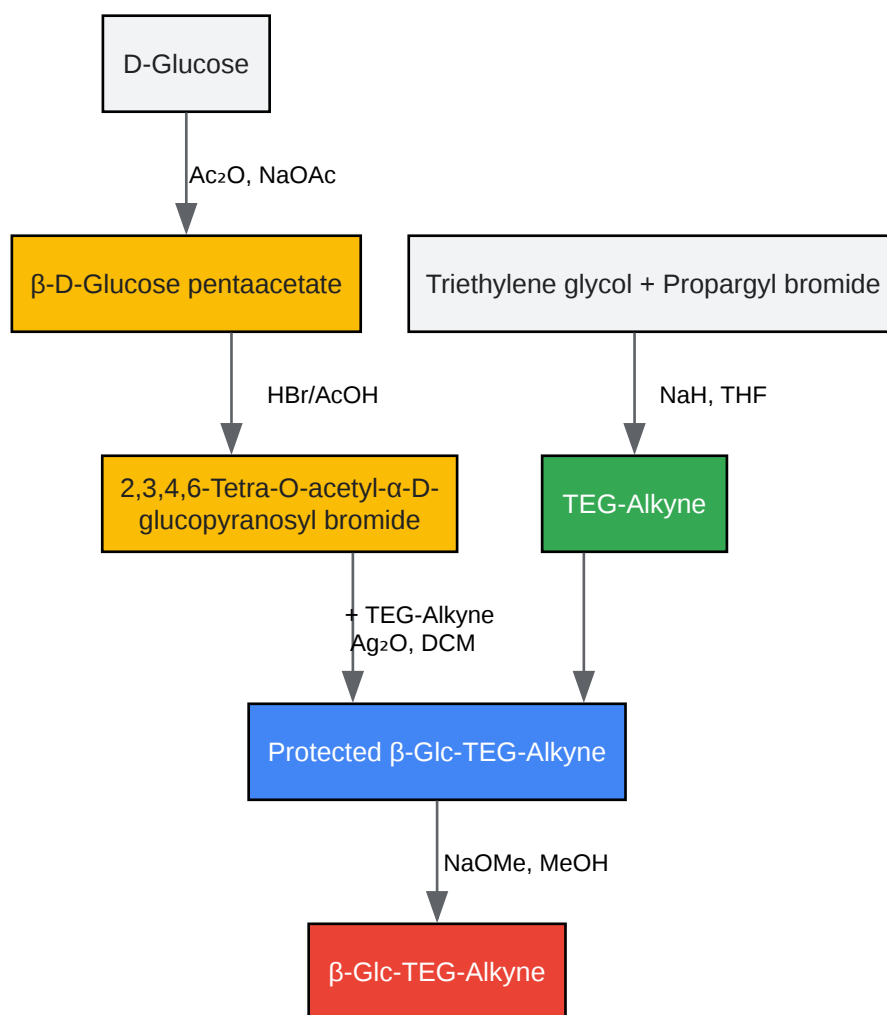 D-Glucose
Ac₂O, NaOAc
β-D-Glucose pentaacetate
Triethylene glycol + Propargyl bromide
HBr/AcOH
NaH, THF
2,3,4,6-Tetra-O-acetyl-α-D-
glucopyranosyl bromide
TEG-Alkyne
+ TEG-Alkyne
Ag₂O, DCM
Protected β-Glc-TEG-Alkyne
NaOMe, MeOH
β-Glc-TEG-Alkyne